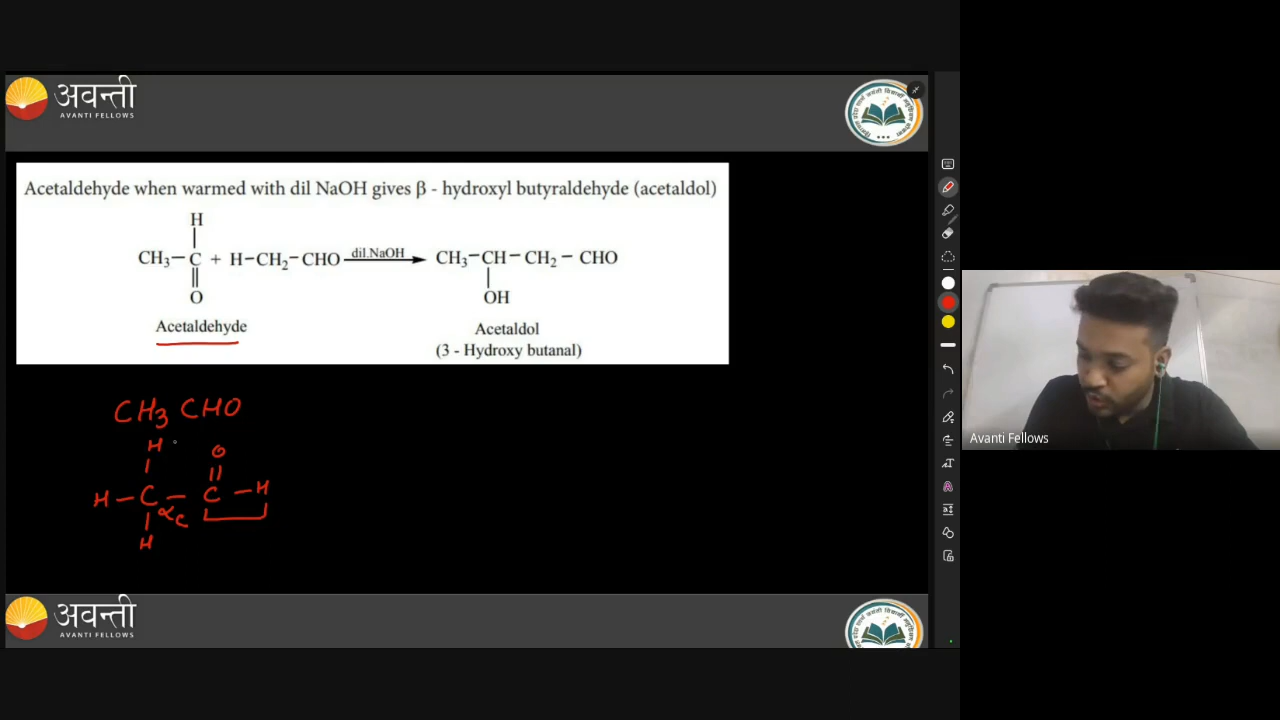 अवन्ती
AVANTI FELLOWS
Acetaldehyde when warmed with dil NaOH gives β - hydroxyl butyraldehyde (acetaldol)
H
CH₃−C + H−CH₂−CHO dil.NaOH → CH₃−CH−CH₂−CHO
O OH
Acetaldehyde Acetaldol
(3 - Hydroxy butanal)
CH₃ CHO
H O
H − C − C − H
αC
H
Avanti Fellows
अवन्ती
AVANTI FELLOWS